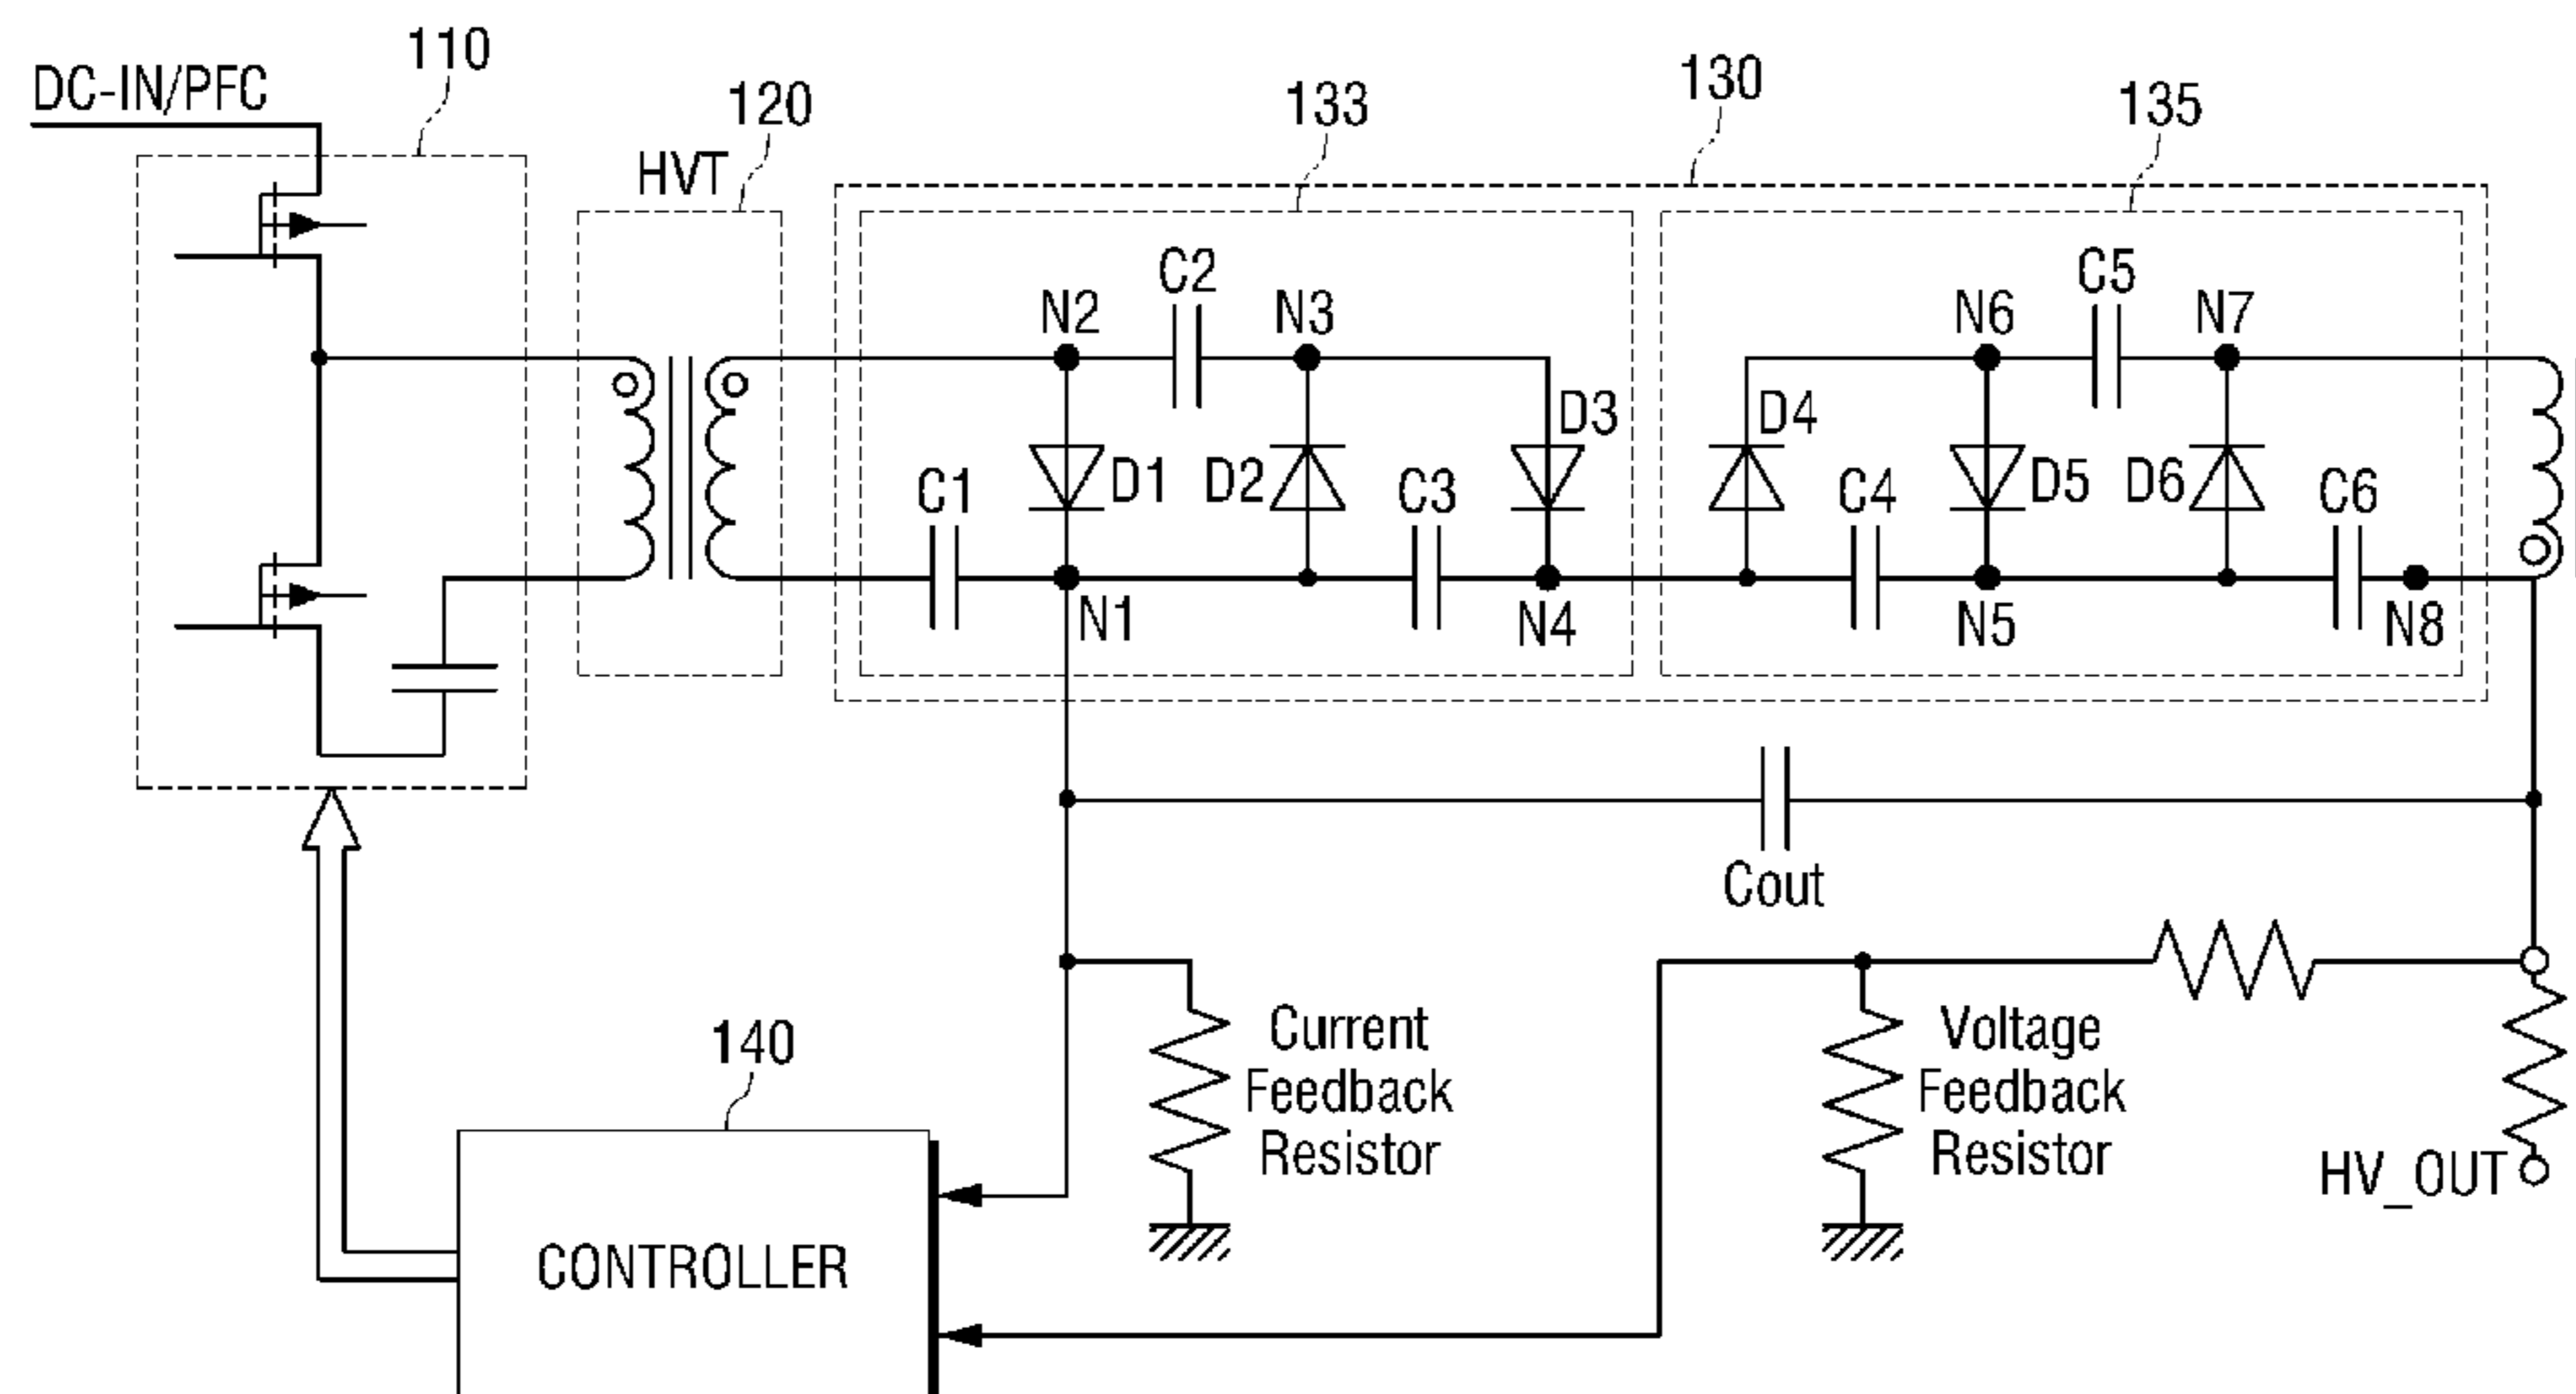 110
DC-IN/PFC
120
133
130
135
HVT
C2
C5
N2
N3
N6
N7
D3
D4
C1
D1
D2
C3
C4
D5
D6
C6
N1
N4
N5
N8
Cout
Current
Feedback
Resistor
Voltage
Feedback
Resistor
140
HV_OUT
CONTROLLER